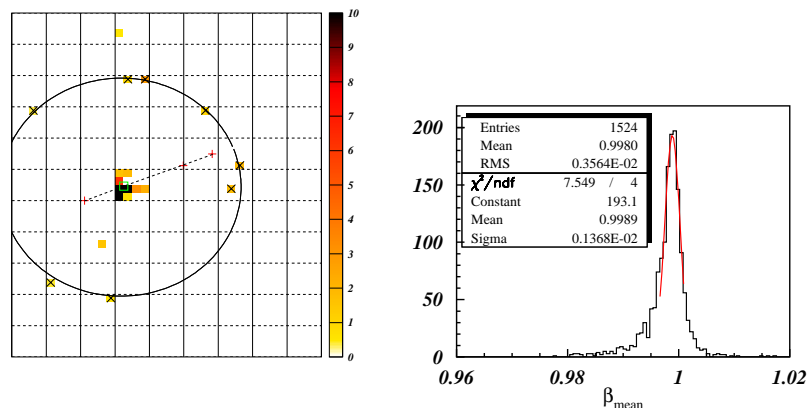 10
9
8
7
6
5
4
3
2
1
0
Entries 1524
Mean 0.9980
RMS 0.3564E-02
χ²/ndf 7.549 / 4
Constant 193.1
Mean 0.9989
Sigma 0.1368E-02
200
150
100
50
0
0.96 0.98 1 1.02
βmean